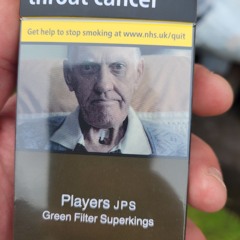 throat cancer
Get help to stop smoking at www.nhs.uk/quit
Players JPS
Green Filter Superkings